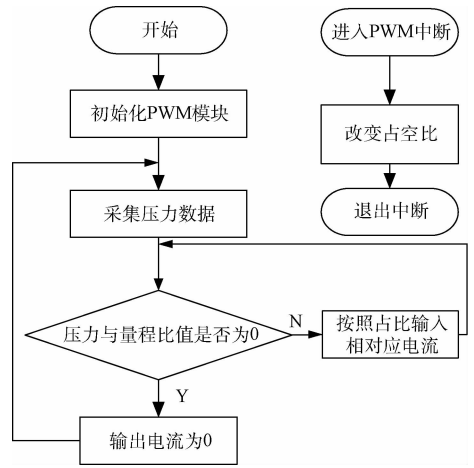 开始
初始化PWM模块
采集压力数据
压力与量程比值是否为0
N
按照占比输入
相对应电流
Y
输出电流为0
进入PWM中断
改变占空比
退出中断